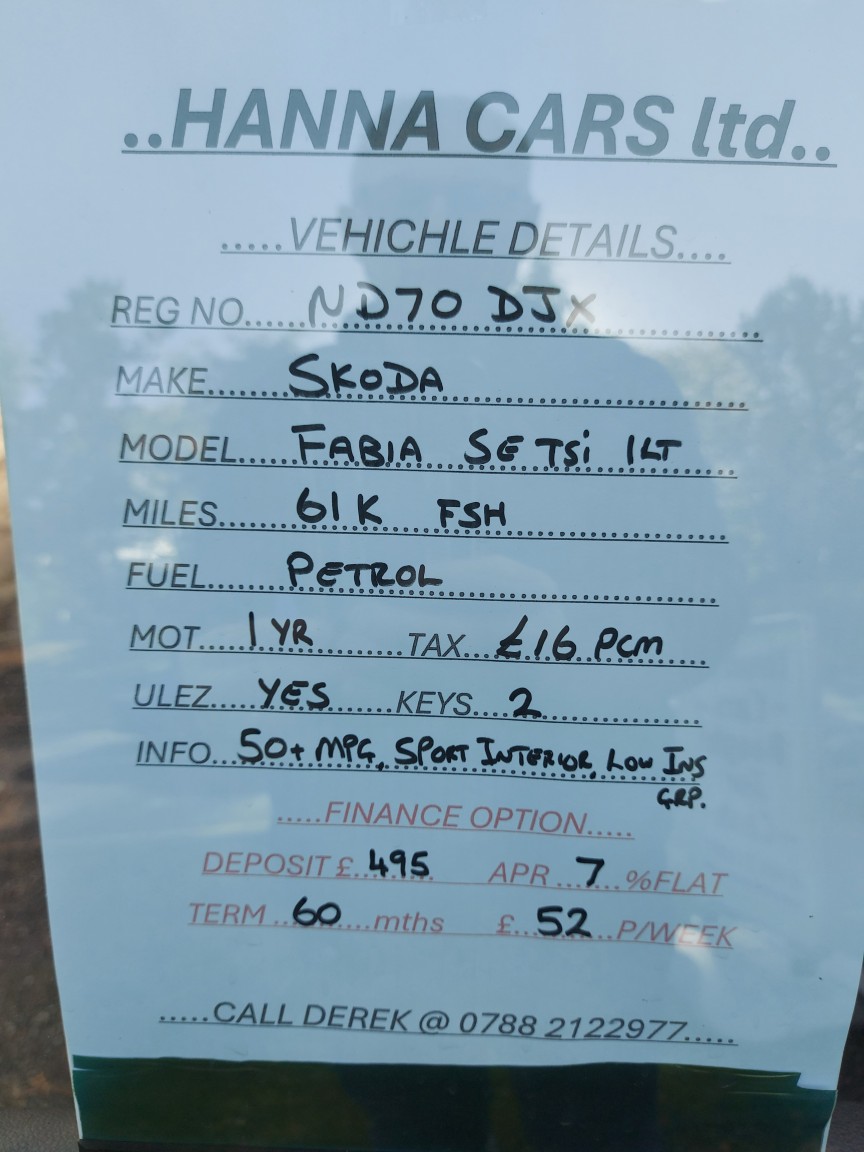 ..HANNA CARS ltd..
.....VEHICHLE DETAILS....
REG NO.....ND70 DJX
MAKE......SKODA
MODEL.....FABIA SE TSi 1LT
MILES......61K FSH
FUEL......PETROL
MOT....1 YR TAX...£16 PCM
ULEZ....YES KEYS....2
INFO...50+ MPG, SPORT INTERIOR, LOW INS
GRP.
.....FINANCE OPTION.....
DEPOSIT £.495 APR...7...%FLAT
TERM..60....mths £...52..P/WEEK
.....CALL DEREK @ 0788 2122977.....